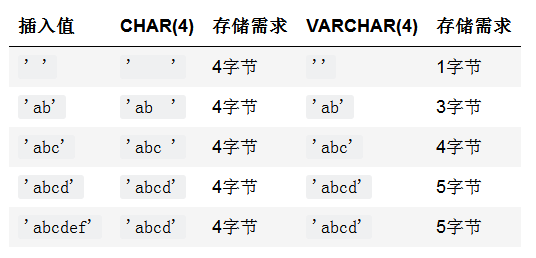 插入值 CHAR(4) 存储需求 VARCHAR(4) 存储需求
' ' '    ' 4字节 '' 1字节
'ab' 'ab  ' 4字节 'ab' 3字节
'abc' 'abc ' 4字节 'abc' 4字节
'abcd' 'abcd' 4字节 'abcd' 5字节
'abcdef' 'abcd' 4字节 'abcd' 5字节